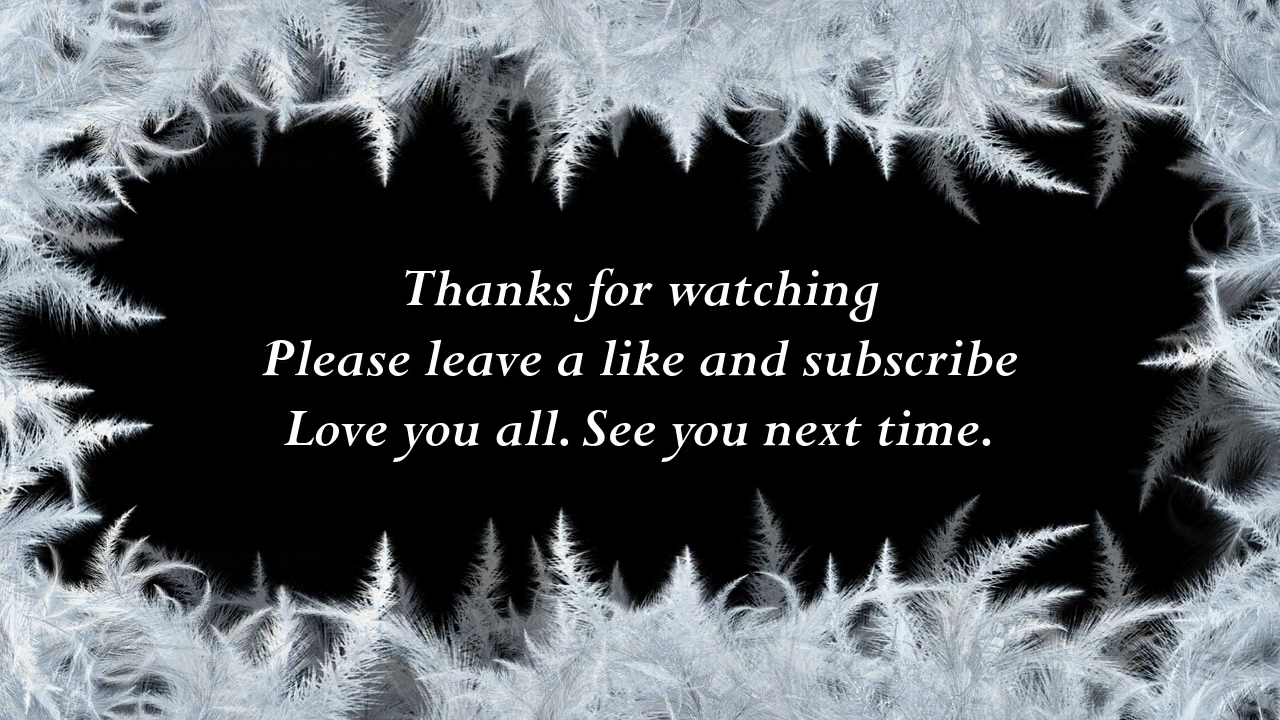 Thanks for watching
Please leave a like and subscribe
Love you all. See you next time.